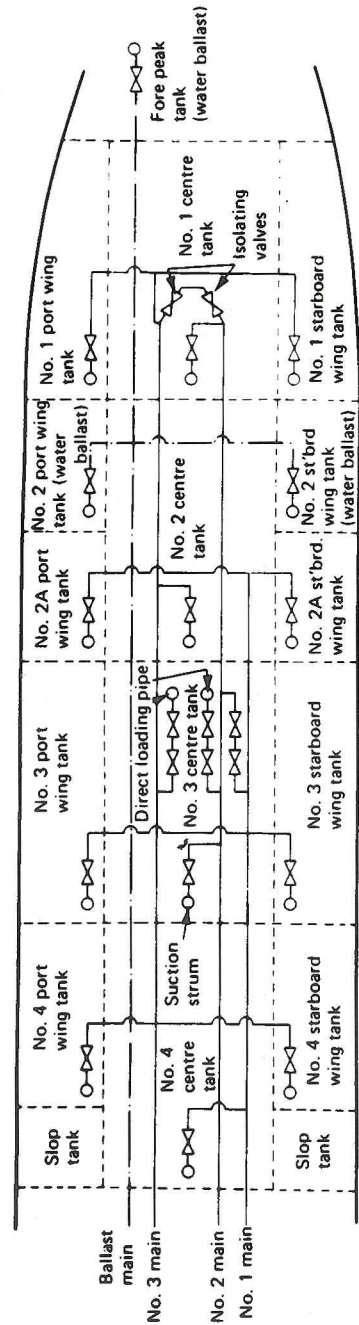 Fore peak
tank
(water ballast)
No. 1 port wing
tank
No. 1 centre
tank
Isolating
valves
No. 1 starboard
wing tank
No. 2 port wing
tank (water
ballast)
No. 2 centre
tank
No. 2 st'brd
wing tank
(water ballast)
No. 2A port
wing tank
No. 2A st'brd.
wing tank
No. 3 port
wing tank
Direct loading pipe
No. 3 centre tank
No. 3 starboard
wing tank
Suction
strum
No. 4 port
wing tank
No. 4
centre
tank
No. 4 starboard
wing tank
Slop
tank
Slop
tank
Ballast
main
No. 3 main
No. 2 main
No. 1 main